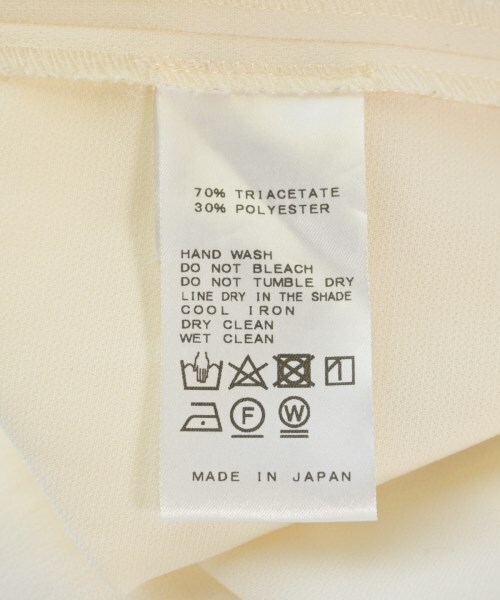 70% TRIACETATE
30% POLYESTER
HAND WASH
DO NOT BLEACH
DO NOT TUMBLE DRY
LINE DRY IN THE SHADE
COOL IRON
DRY CLEAN
WET CLEAN
F W
MADE IN JAPAN